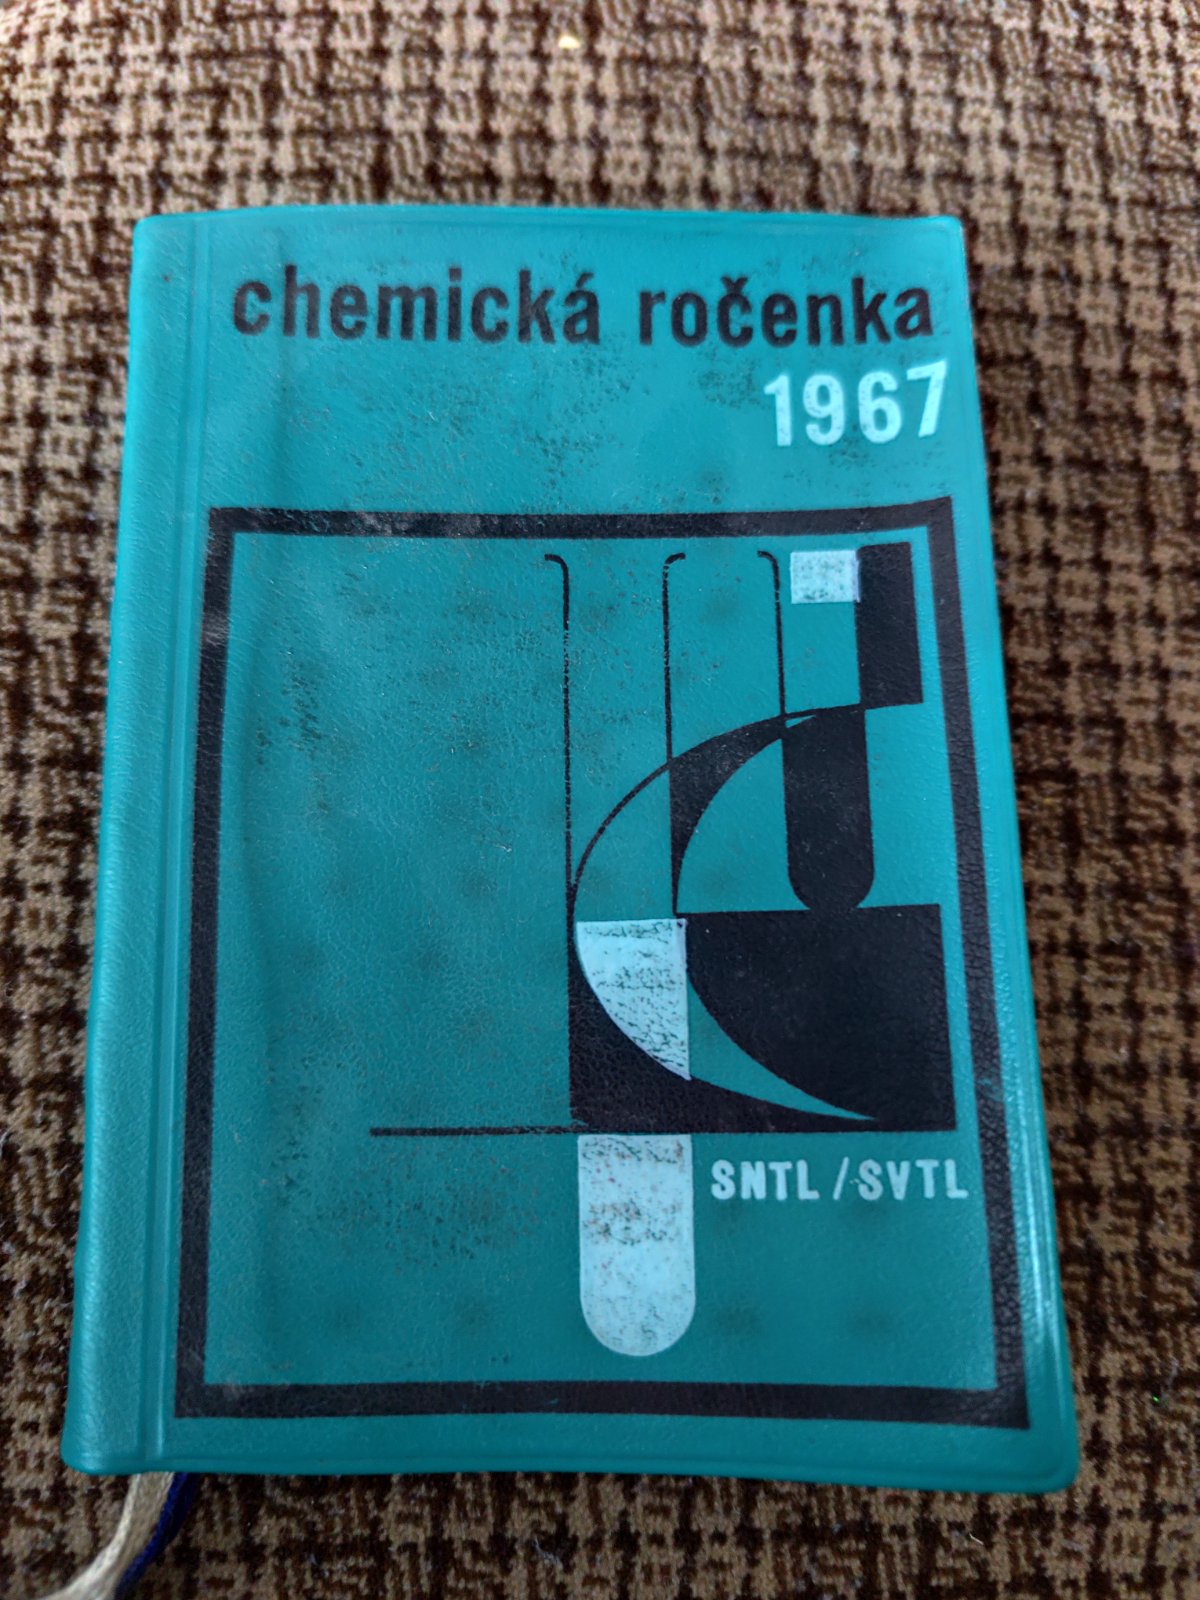 chemická ročenka
1967
SNTL/SVTL